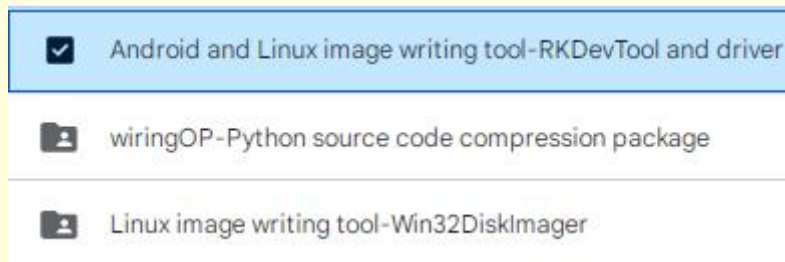 Android and Linux image writing tool-RKDevTool and driver
wiringOP-Python source code compression package
Linux image writing tool-Win32DiskImager